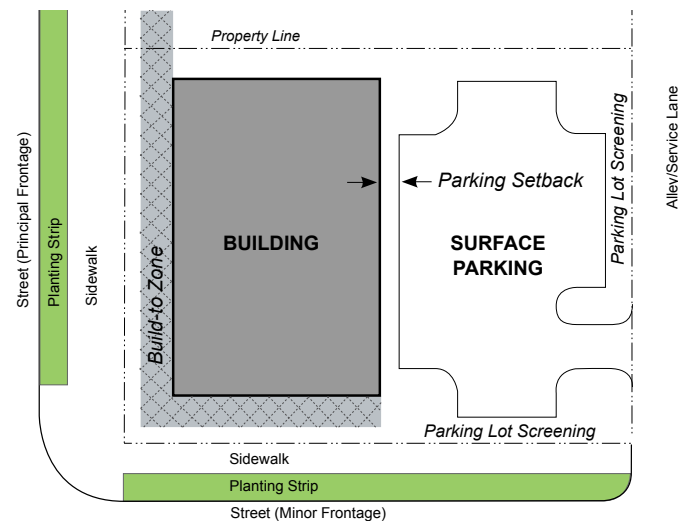 Property Line
Street (Principal Frontage)
Planting Strip
Sidewalk
Build-to Zone
BUILDING
Parking Setback
SURFACE
PARKING
Parking Lot Screening
Alley/Service Lane
Parking Lot Screening
Sidewalk
Planting Strip
Street (Minor Frontage)